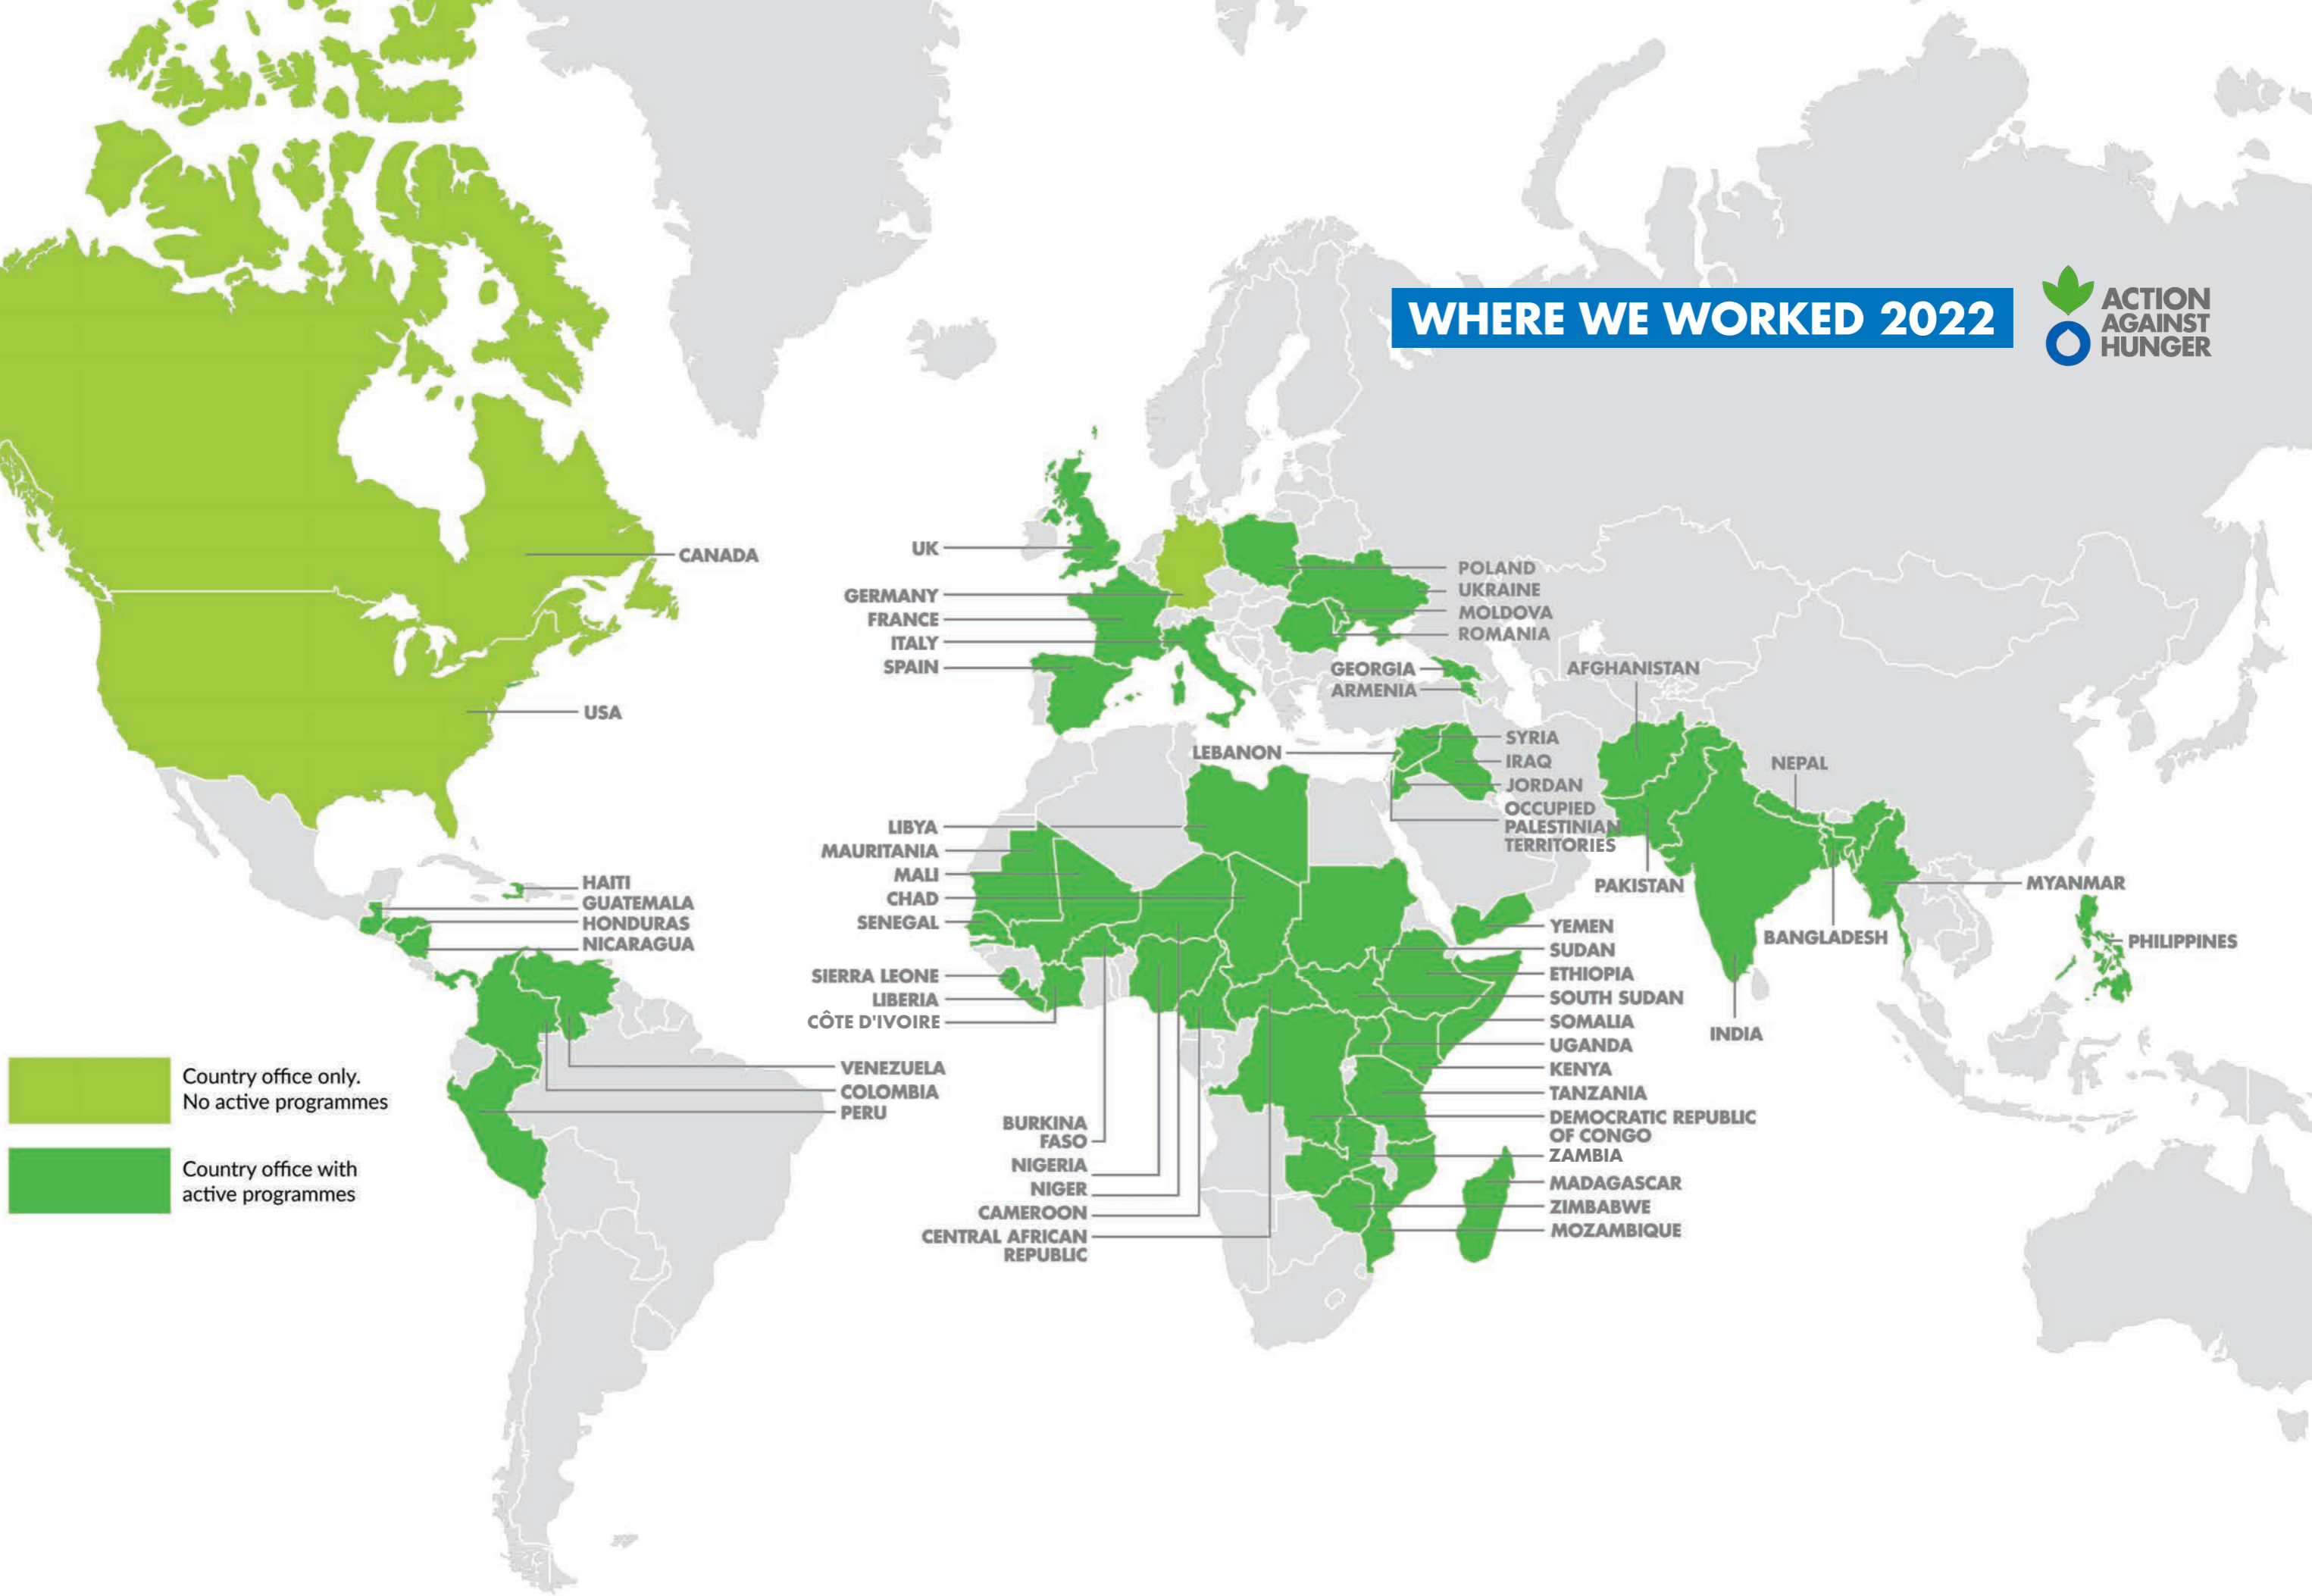 WHERE WE WORKED 2022
ACTION
AGAINST
HUNGER
CANADA
USA
UK
GERMANY
FRANCE
ITALY
SPAIN
POLAND
UKRAINE
MOLDOVA
ROMANIA
GEORGIA
ARMENIA
AFGHANISTAN
LEBANON
SYRIA
IRAQ
JORDAN
OCCUPIED
PALESTINIAN
TERRITORIES
NEPAL
PAKISTAN
MYANMAR
BANGLADESH
PHILIPPINES
INDIA
HAITI
GUATEMALA
HONDURAS
NICARAGUA
LIBYA
MAURITANIA
MALI
CHAD
SENEGAL
SIERRA LEONE
LIBERIA
CÔTE D'IVOIRE
VENEZUELA
COLOMBIA
PERU
BURKINA
FASO
NIGERIA
NIGER
CAMEROON
CENTRAL AFRICAN
REPUBLIC
YEMEN
SUDAN
ETHIOPIA
SOUTH SUDAN
SOMALIA
UGANDA
KENYA
TANZANIA
DEMOCRATIC REPUBLIC
OF CONGO
ZAMBIA
MADAGASCAR
ZIMBABWE
MOZAMBIQUE
Country office only.
No active programmes
Country office with
active programmes